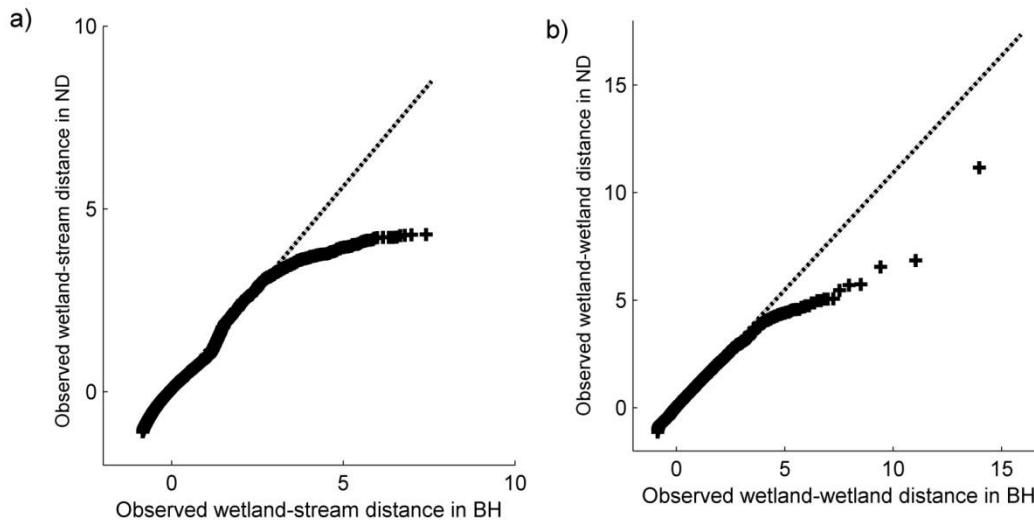 a)
10
5
0
Observed wetland-stream distance in ND
0 5 10
Observed wetland-stream distance in BH
b)
15
10
5
0
Observed wetland-wetland distance in ND
0 5 10 15
Observed wetland-wetland distance in BH